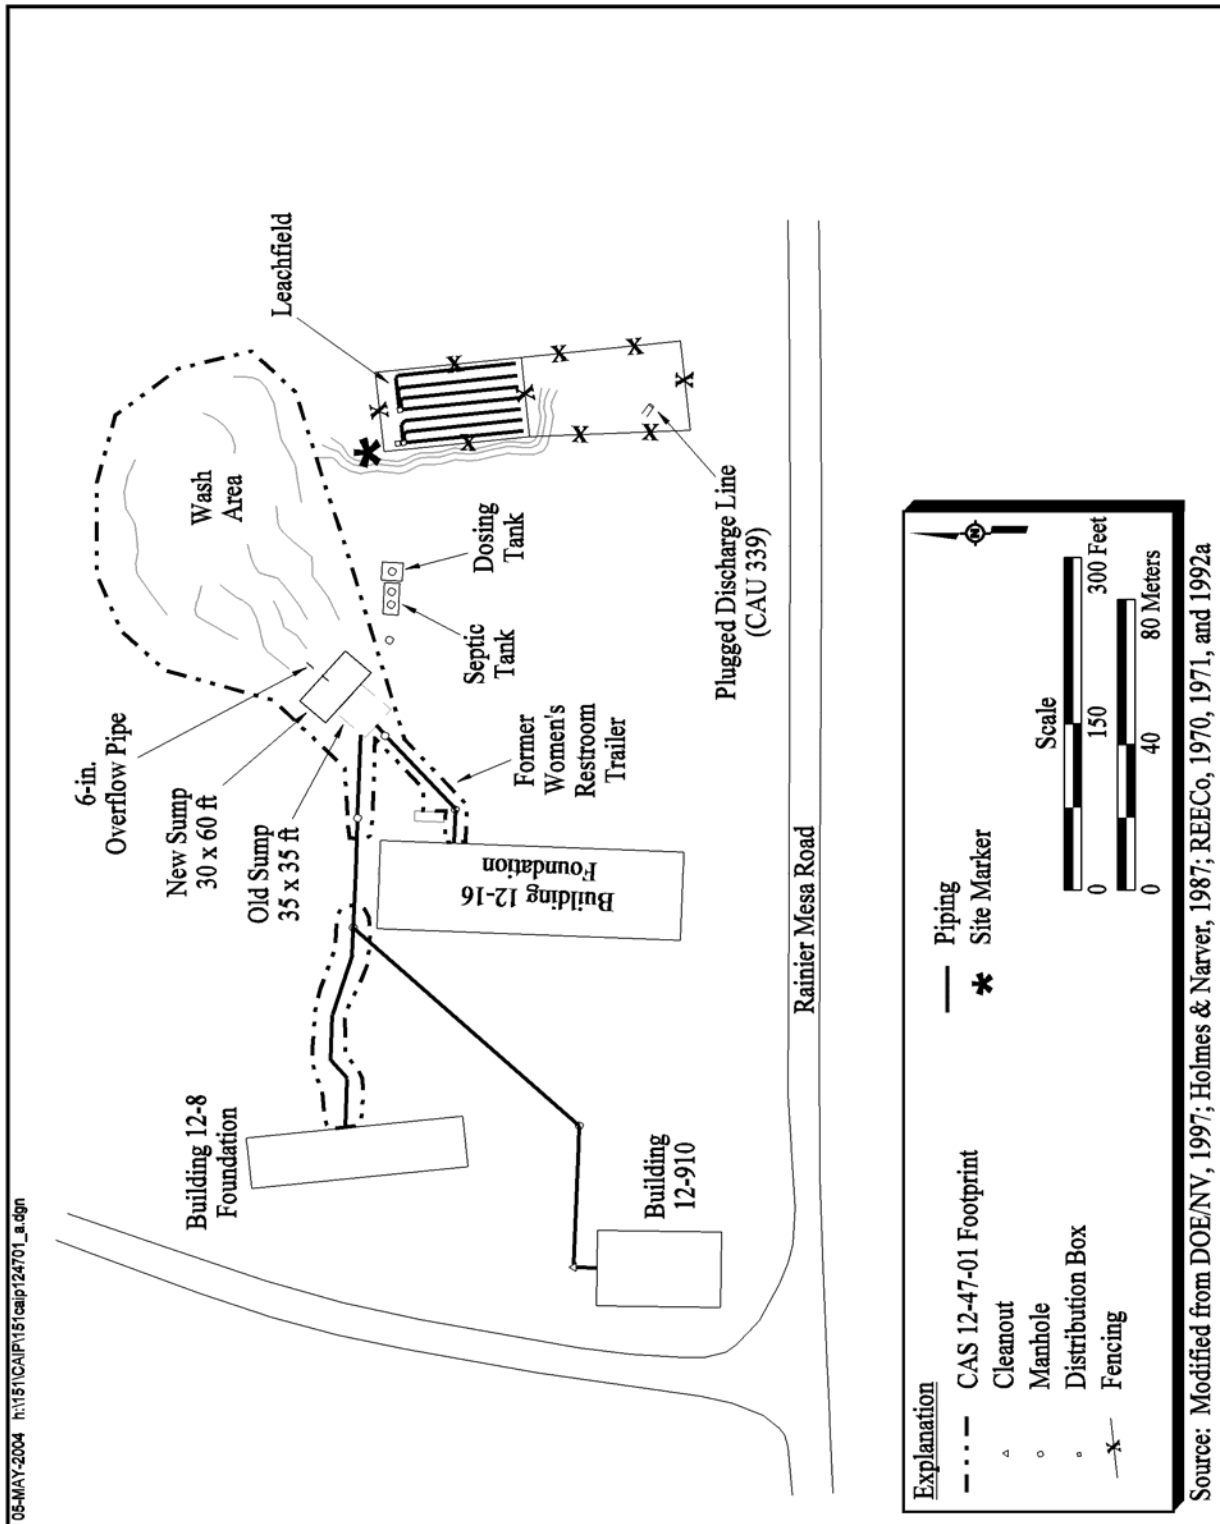 05-MAY-2004 h:\151\CAIP\151caip124701_a.dgn
6-in.
Overflow Pipe
New Sump
30 x 60 ft
Old Sump
35 x 35 ft
Wash
Area
Leachfield
Building 12-8
Foundation
Septic
Tank
Dosing
Tank
Former
Women's
Restroom
Trailer
Building 12-16
Foundation
Plugged Discharge Line
(CAU 339)
Building
12-910
Rainier Mesa Road
X
X
X
X
X
X
X
X
X
Explanation
CAS 12-47-01 Footprint
Cleanout
Manhole
Distribution Box
X Fencing
Piping
Site Marker
N
Scale
0 150 300 Feet
0 40 80 Meters
Source: Modified from DOE/NV, 1997; Holmes & Narver, 1987; REECo, 1970, 1971, and 1992a